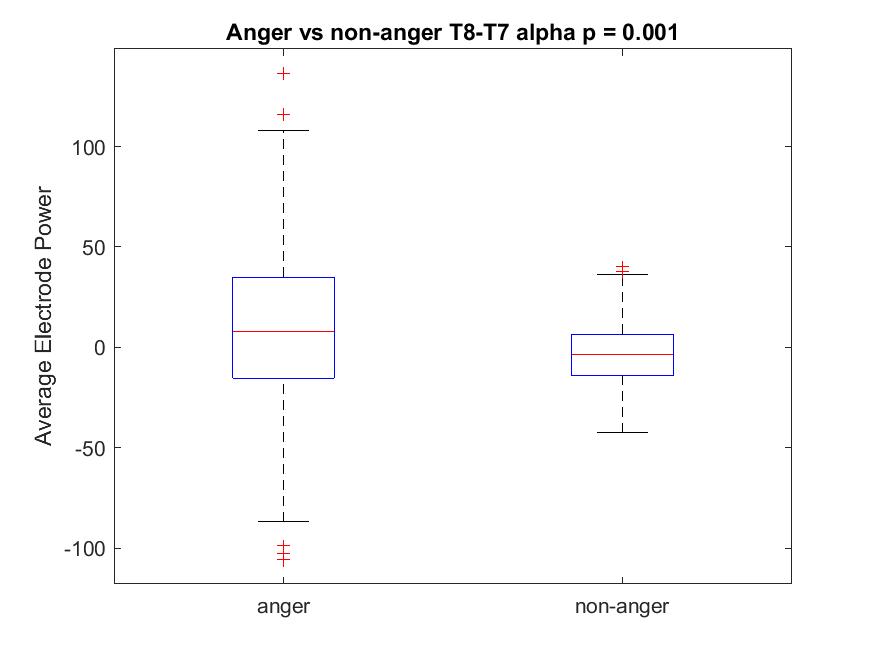 Anger vs non-anger T8-T7 alpha p = 0.001
Average Electrode Power
100
50
0
-50
-100
anger
non-anger